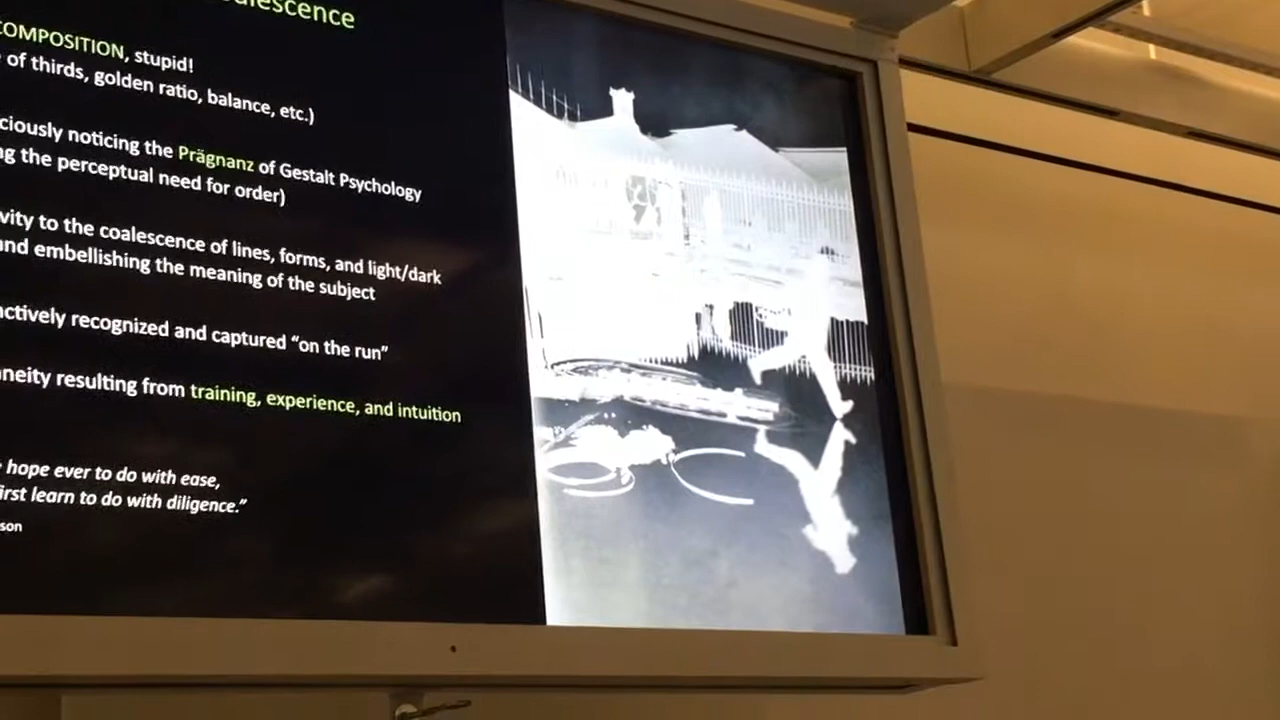 alescence
COMPOSITION, stupid!
of thirds, golden ratio, balance, etc.)
ciously noticing the Prägnanz of Gestalt Psychology
ng the perceptual need for order)
vity to the coalescence of lines, forms, and light/dark
and embellishing the meaning of the subject
nctively recognized and captured “on the run”
neity resulting from training, experience, and intuition
hope ever to do with ease,
irst learn to do with diligence.”
son